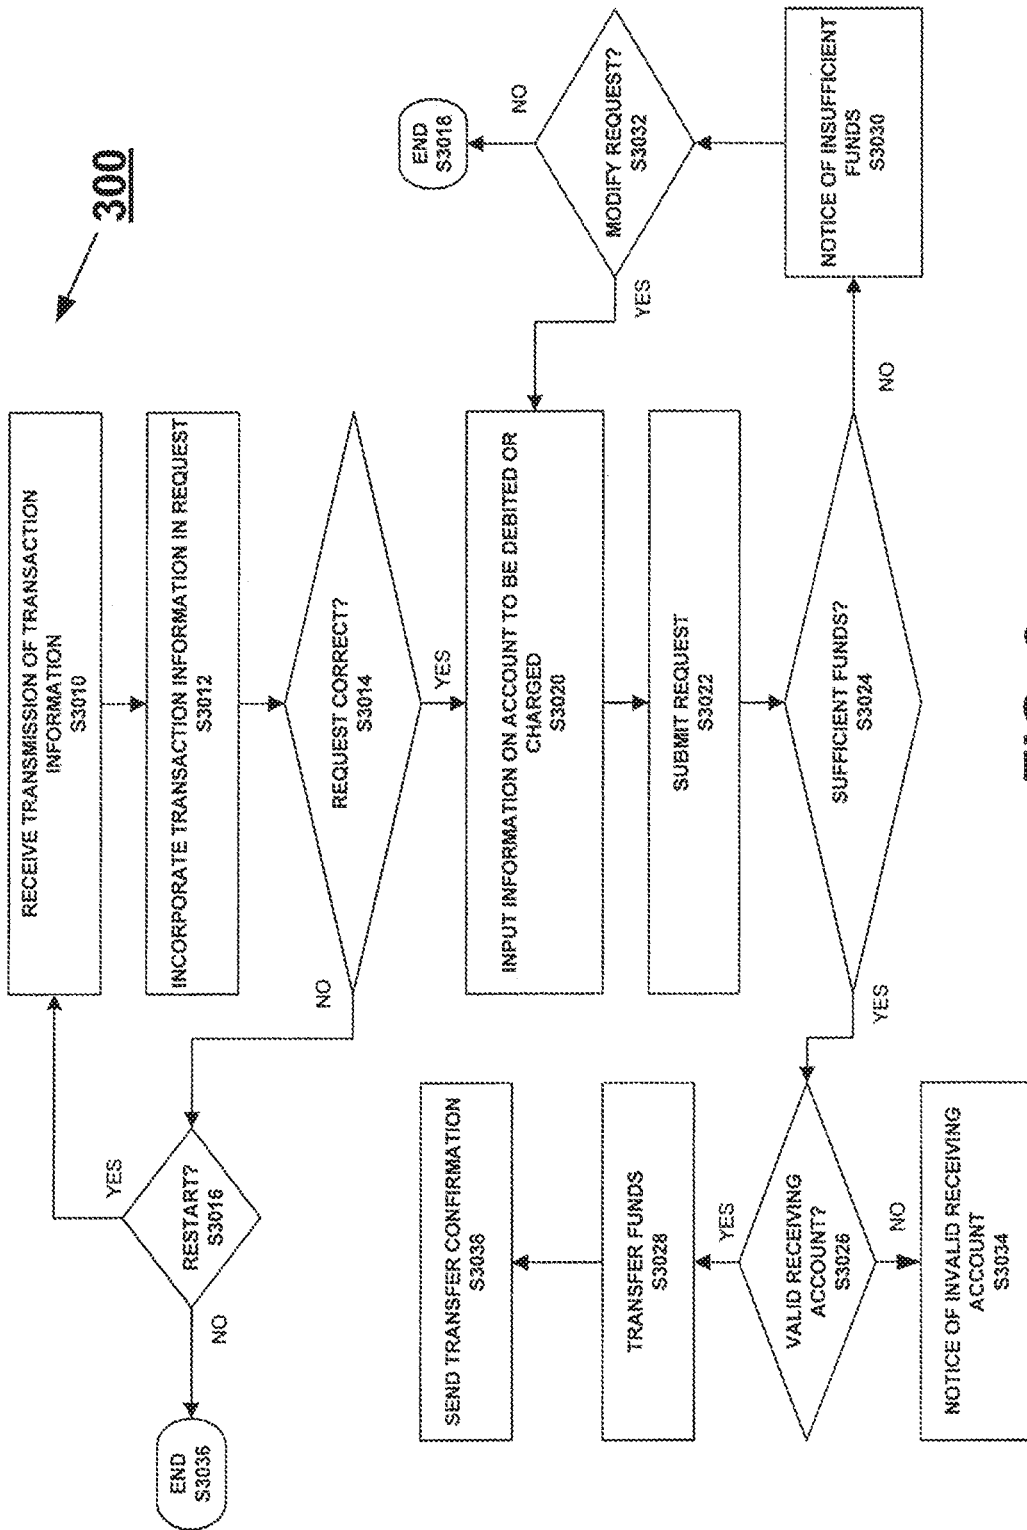 300
RECEIVE TRANSMISSION OF TRANSACTION
INFORMATION
S3010
INCORPORATE TRANSACTION INFORMATION IN REQUEST
S3012
REQUEST CORRECT?
S3014
NO
YES
RESTART?
S3016
YES
NO
END
S3036
INPUT INFORMATION ON ACCOUNT TO BE DEBITED OR
CHARGED
S3020
SUBMIT REQUEST
S3022
SUFFICIENT FUNDS?
S3024
YES
NO
NOTICE OF INSUFFICIENT
FUNDS
S3030
MODIFY REQUEST?
S3032
YES
NO
END
S3018
VALID RECEIVING
ACCOUNT?
S3026
YES
NO
TRANSFER FUNDS
S3028
SEND TRANSFER CONFIRMATION
S3036
NOTICE OF INVALID RECEIVING
ACCOUNT
S3034